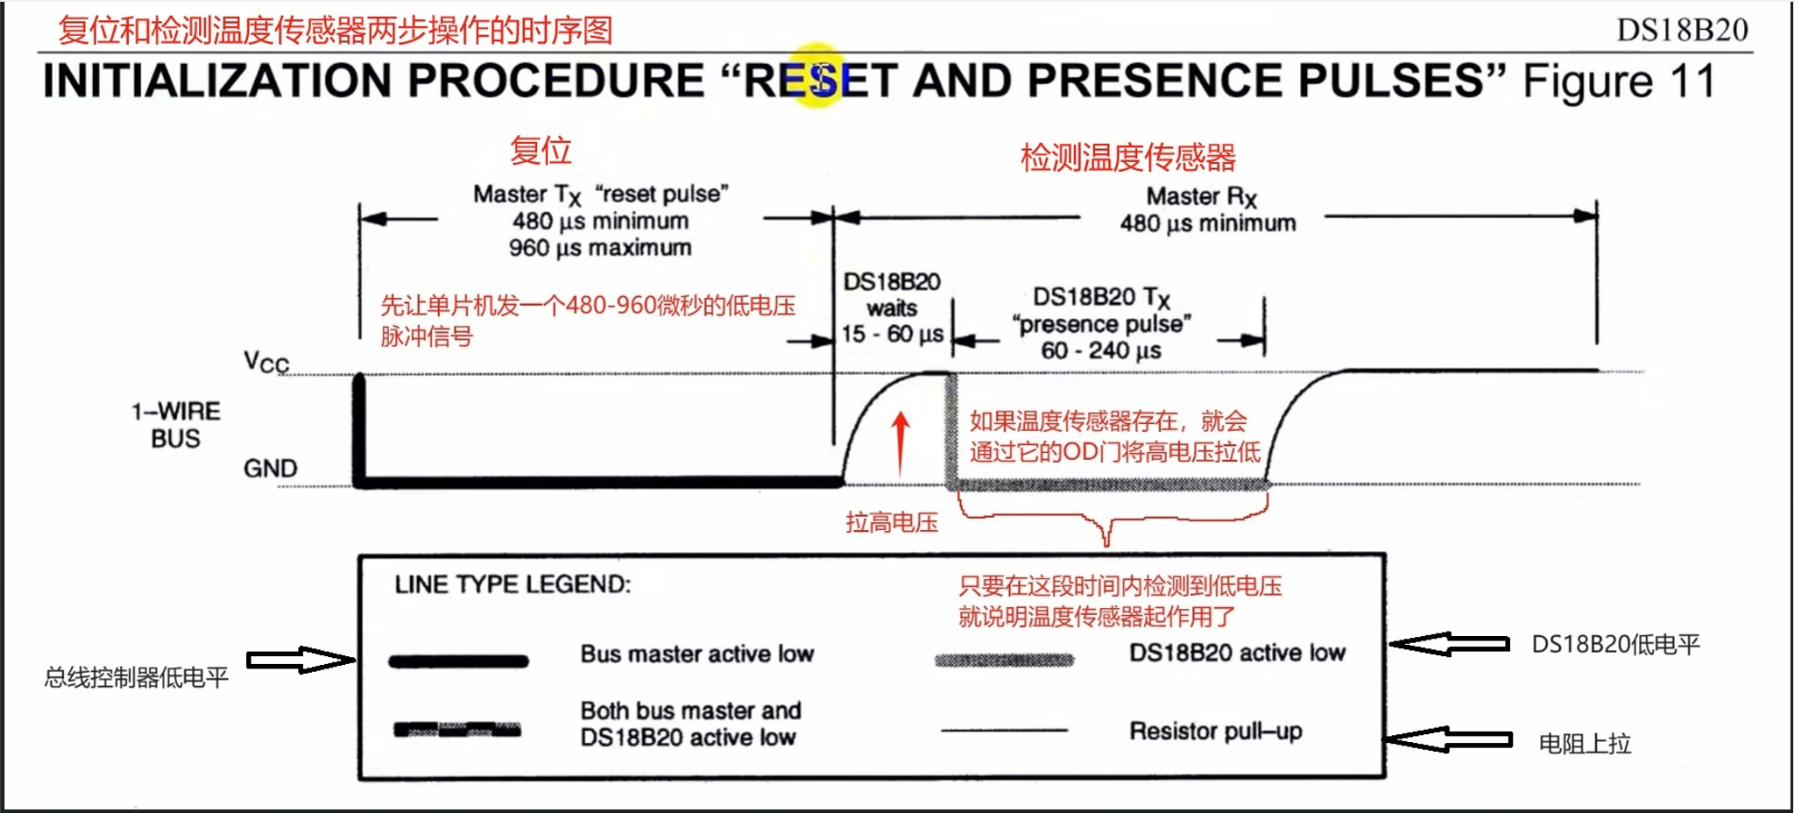 复位和检测温度传感器两步操作的时序图
DS18B20
INITIALIZATION PROCEDURE “RESET AND PRESENCE PULSES” Figure 11
复位
检测温度传感器
Master TX “reset pulse”
480 µs minimum
960 µs maximum
Master RX
480 µs minimum
先让单片机发一个480-960微秒的低电压
脉冲信号
DS18B20
waits
15 - 60 µs
DS18B20 TX
“presence pulse”
60 - 240 µs
VCC
1–WIRE
BUS
GND
如果温度传感器存在，就会
通过它的OD门将高电压拉低
拉高电压
LINE TYPE LEGEND:
只要在这段时间内检测到低电压
就说明温度传感器起作用了
总线控制器低电平
Bus master active low
DS18B20 active low
DS18B20低电平
Both bus master and
DS18B20 active low
Resistor pull–up
电阻上拉